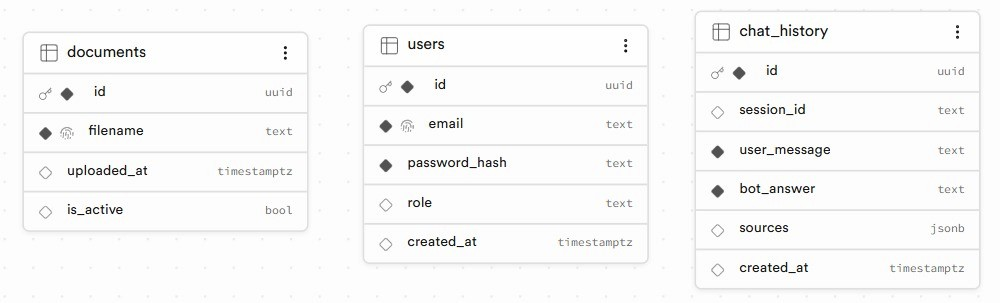 documents
id uuid
filename text
uploaded_at timestamptz
is_active bool
users
id uuid
email text
password_hash text
role text
created_at timestamptz
chat_history
id uuid
session_id text
user_message text
bot_answer text
sources jsonb
created_at timestamptz